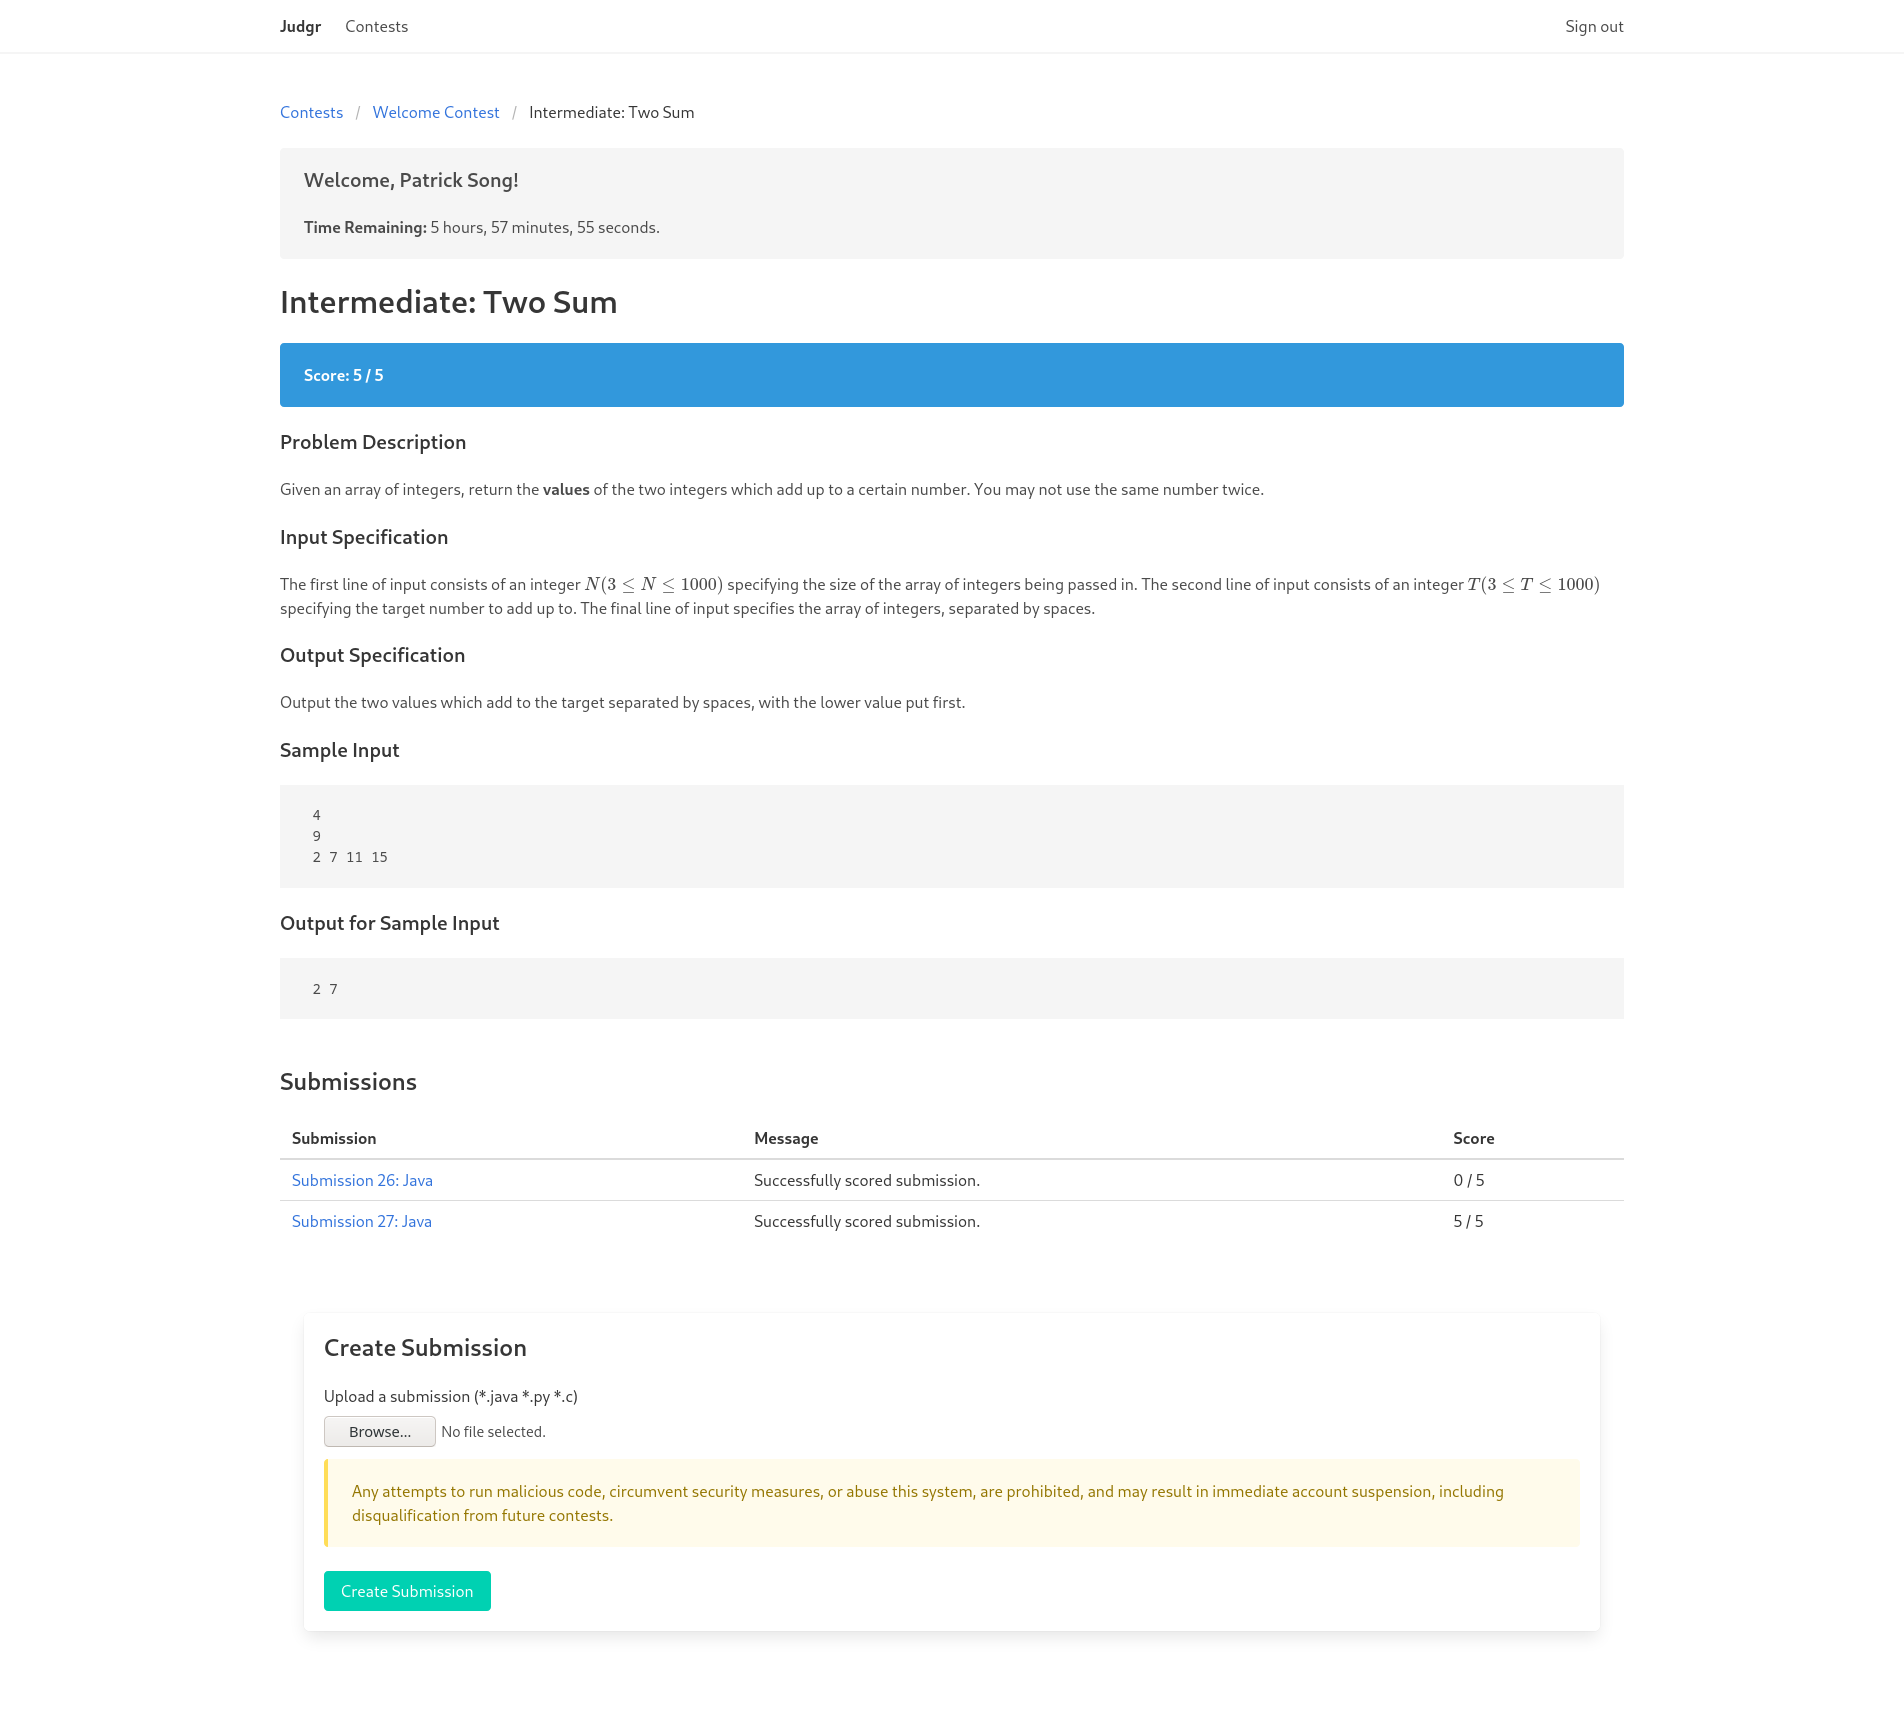 Judgr Contests Sign out
Contests / Welcome Contest / Intermediate: Two Sum
Welcome, Patrick Song!
Time Remaining: 5 hours, 57 minutes, 55 seconds.
Intermediate: Two Sum
Score: 5 / 5
Problem Description
Given an array of integers, return the values of the two integers which add up to a certain number. You may not use the same number twice.
Input Specification
The first line of input consists of an integer N(3 ≤ N ≤ 1000) specifying the size of the array of integers being passed in. The second line of input consists of an integer T(3 ≤ T ≤ 1000)
specifying the target number to add up to. The final line of input specifies the array of integers, separated by spaces.
Output Specification
Output the two values which add to the target separated by spaces, with the lower value put first.
Sample Input
4
9
2 7 11 15
Output for Sample Input
2 7
Submissions
Submission Message Score
Submission 26: Java Successfully scored submission. 0 / 5
Submission 27: Java Successfully scored submission. 5 / 5
Create Submission
Upload a submission (*.java *.py *.c)
Browse... No file selected.
Any attempts to run malicious code, circumvent security measures, or abuse this system, are prohibited, and may result in immediate account suspension, including
disqualification from future contests.
Create Submission